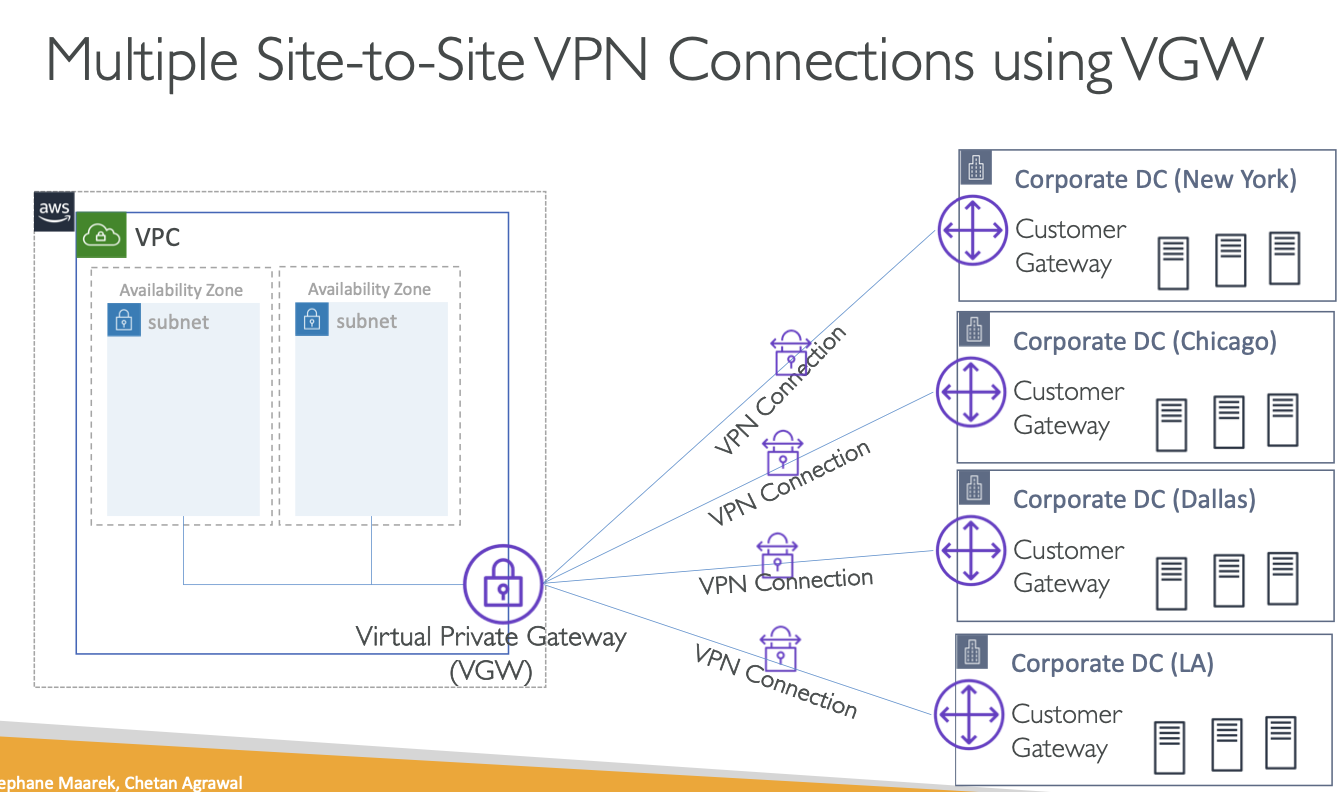 Multiple Site-to-Site VPN Connections using VGW
aws
VPC
Availability Zone
subnet
Availability Zone
subnet
Virtual Private Gateway
(VGW)
VPN Connection
VPN Connection
VPN Connection
VPN Connection
Corporate DC (New York)
Customer
Gateway
Corporate DC (Chicago)
Customer
Gateway
Corporate DC (Dallas)
Customer
Gateway
Corporate DC (LA)
Customer
Gateway
ephane Maarek, Chetan Agrawal